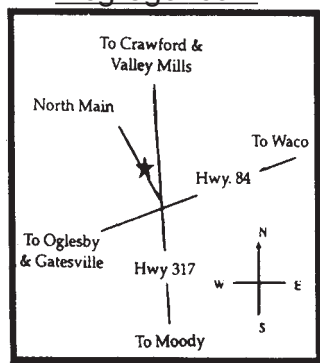 To Crawford &
Valley Mills
North Main
To Waco
Hwy. 84
To Oglesby
& Gatesville
Hwy 317
N
W E
S
To Moody